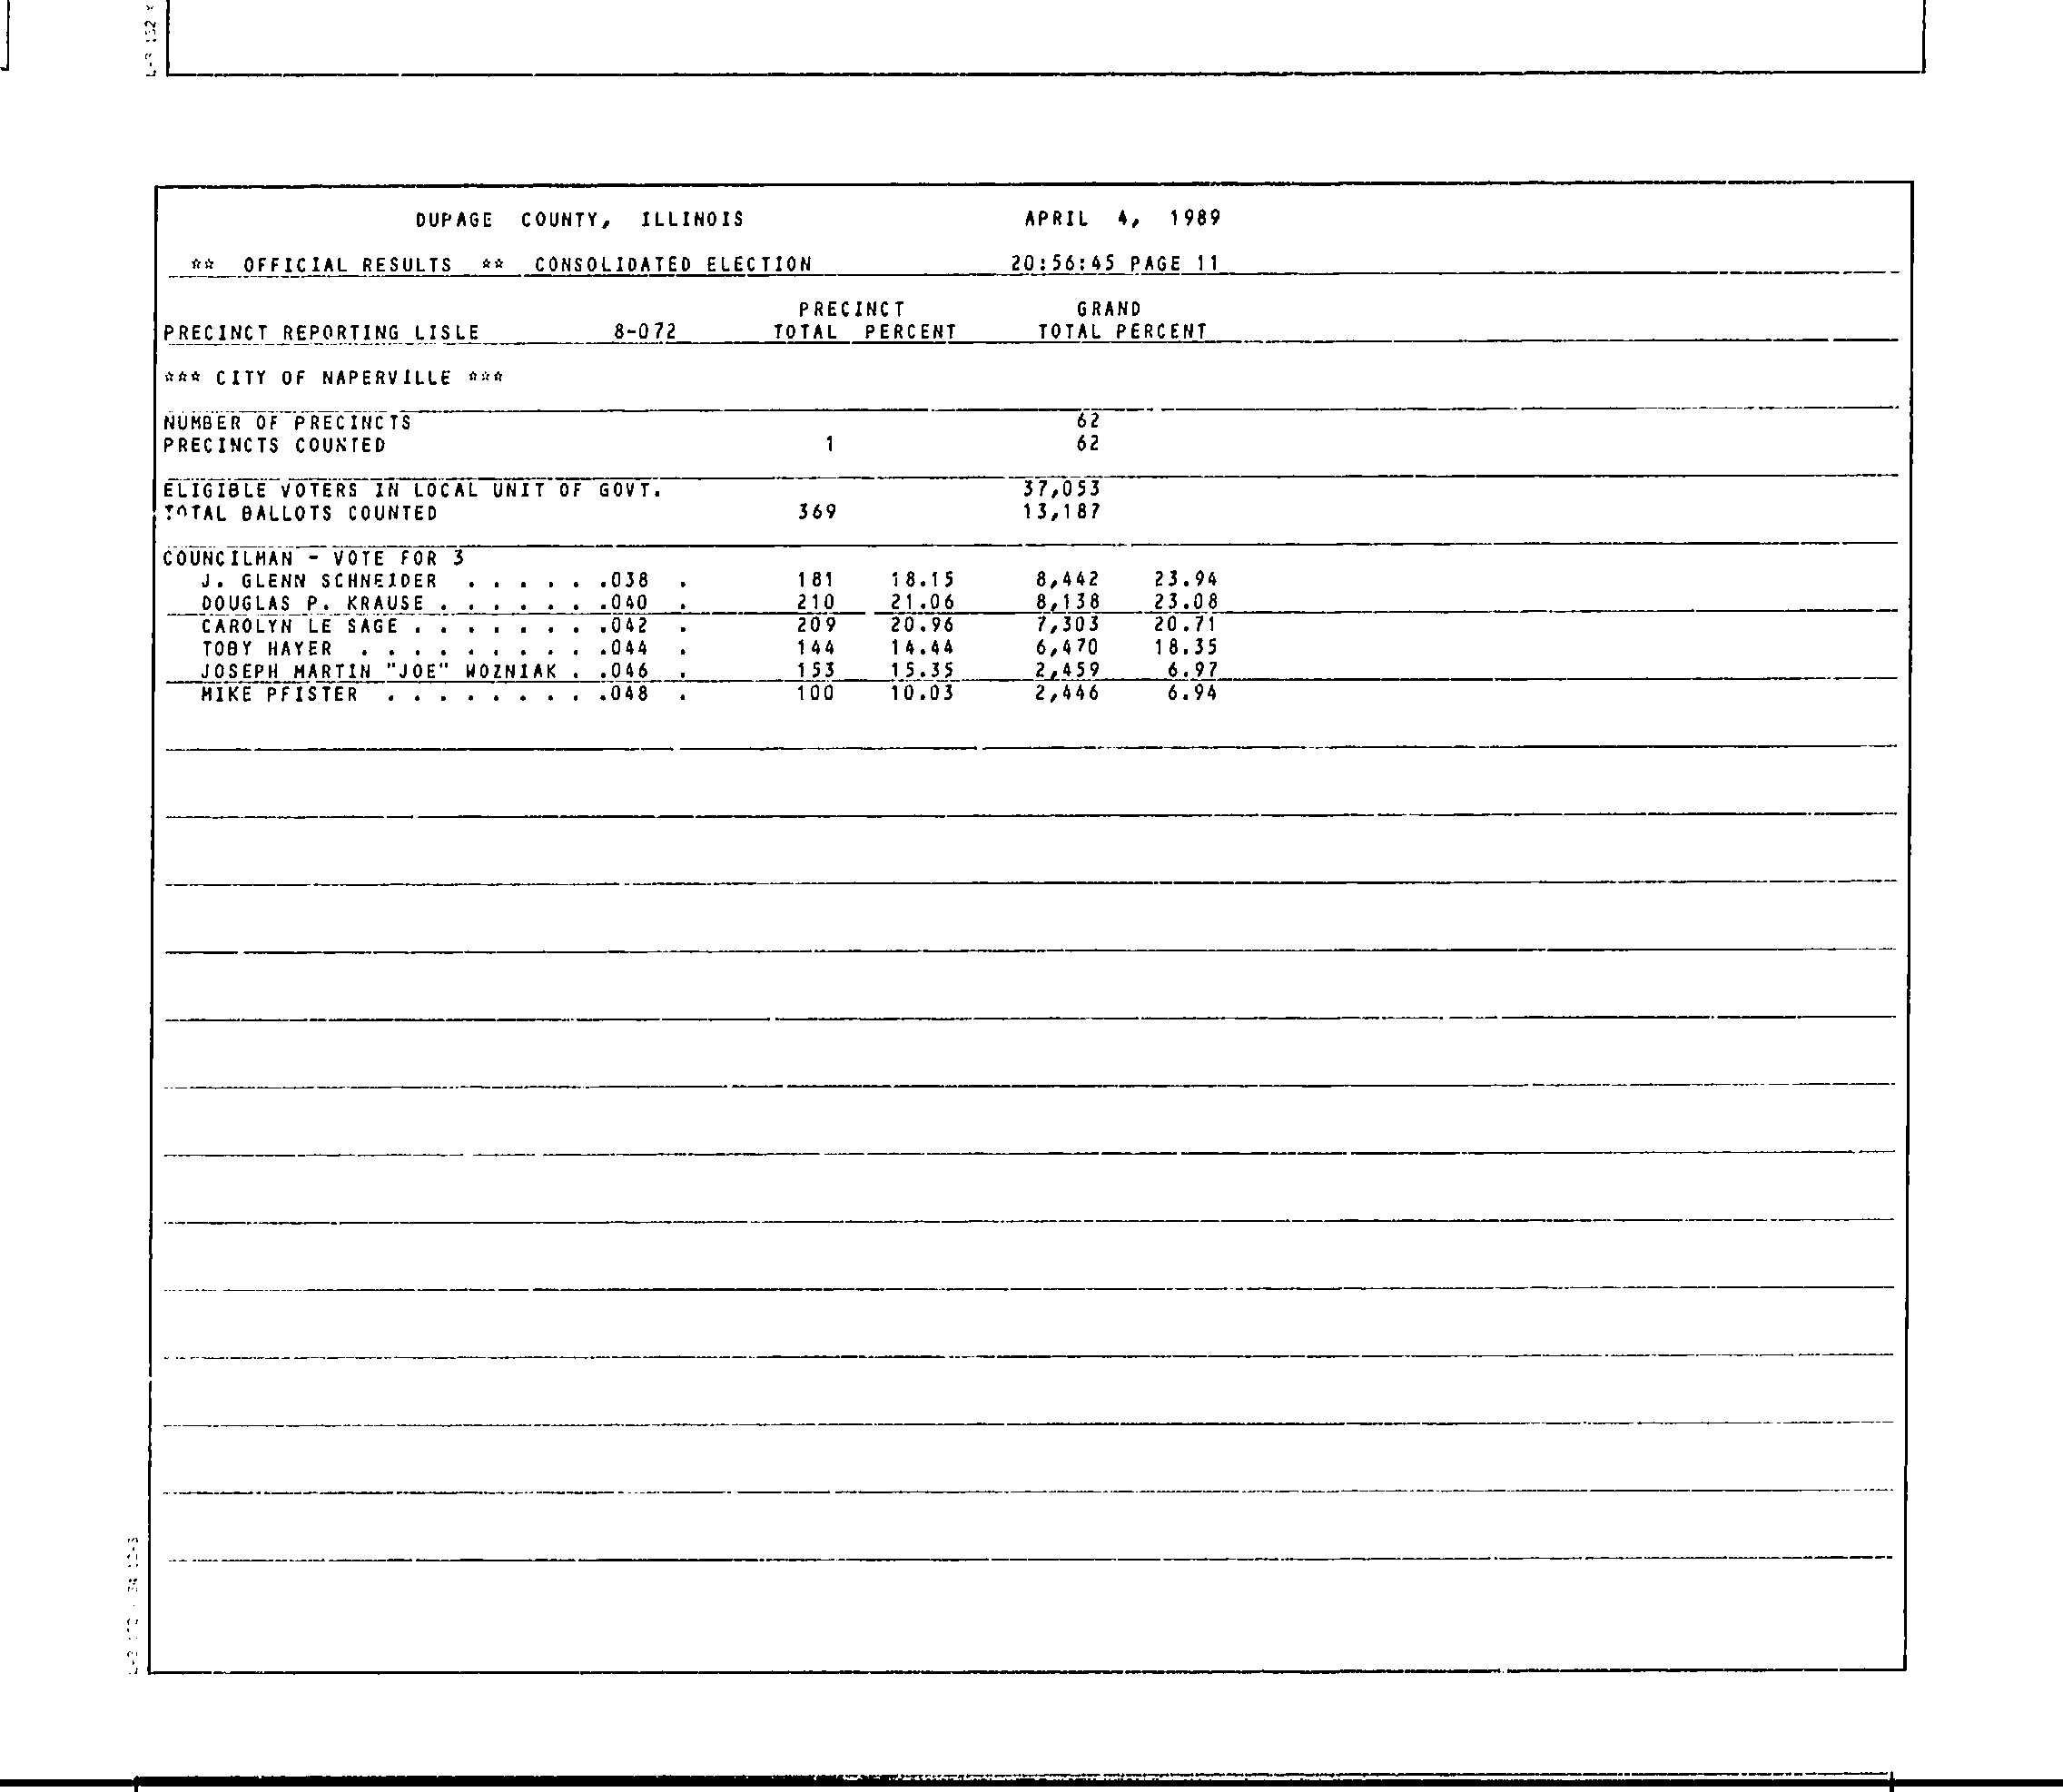 DUPAGE COUNTY, ILLINOIS APRIL 4, 1989
** OFFICIAL RESULTS ** CONSOLIDATED ELECTION 20:56:45 PAGE 11
PRECINCT GRAND
PRECINCT REPORTING LISLE 8-072 TOTAL PERCENT TOTAL PERCENT
*** CITY OF NAPERVILLE ***
NUMBER OF PRECINCTS 62
PRECINCTS COUNTED 1 62
ELIGIBLE VOTERS IN LOCAL UNIT OF GOVT. 37,053
TOTAL BALLOTS COUNTED 369 13,187
COUNCILMAN - VOTE FOR 3
J. GLENN SCHNEIDER . . . . . .038 . 181 18.15 8,442 23.94
DOUGLAS P. KRAUSE . . . . . . .040 . 210 21.06 8,138 23.08
CAROLYN LE SAGE . . . . . . . .042 . 209 20.96 7,303 20.71
TOBY HAYER . . . . . . . . . .044 . 144 14.44 6,470 18.35
JOSEPH MARTIN "JOE" WOZNIAK . .046 . 153 15.35 2,459 6.97
MIKE PFISTER . . . . . . . . .048 . 100 10.03 2,446 6.94